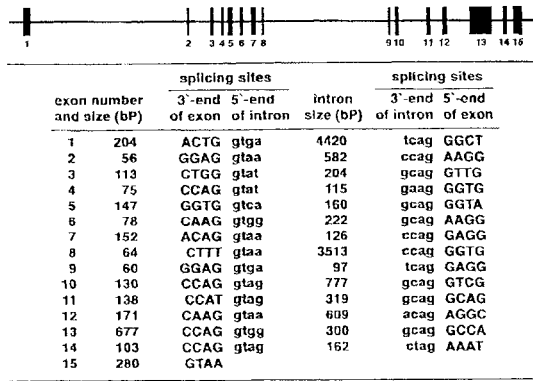 1 2 3 4 5 6 7 8 9 10 11 12 13 14 15
splicing sites splicing sites
exon number 3`-end 5`-end intron 3`-end 5`-end
and size (bP) of exon of intron size (bP) of intron of exon
1 204 ACTG gtga 4420 tcag GGCT
2 56 GGAG gtaa 582 ccag AAGG
3 113 CTGG gtat 204 gcag GTTG
4 75 CCAG gtat 115 gaag GGTG
5 147 GGTG gtca 160 gcag GGTA
6 78 CAAG gtgg 222 gcag AAGG
7 152 ACAG gtaa 126 ccag GAGG
8 64 CTTT gtaa 3513 ccag GGTG
9 60 GGAG gtga 97 tcag GAGG
10 130 CCAG gtag 777 gcag GTCG
11 138 CCAT gtag 319 gcag GCAG
12 171 CAAG gtaa 609 acag AGGC
13 677 CCAG gtgg 300 gcag GCCA
14 103 CCAG gtag 162 ctag AAAT
15 280 GTAA